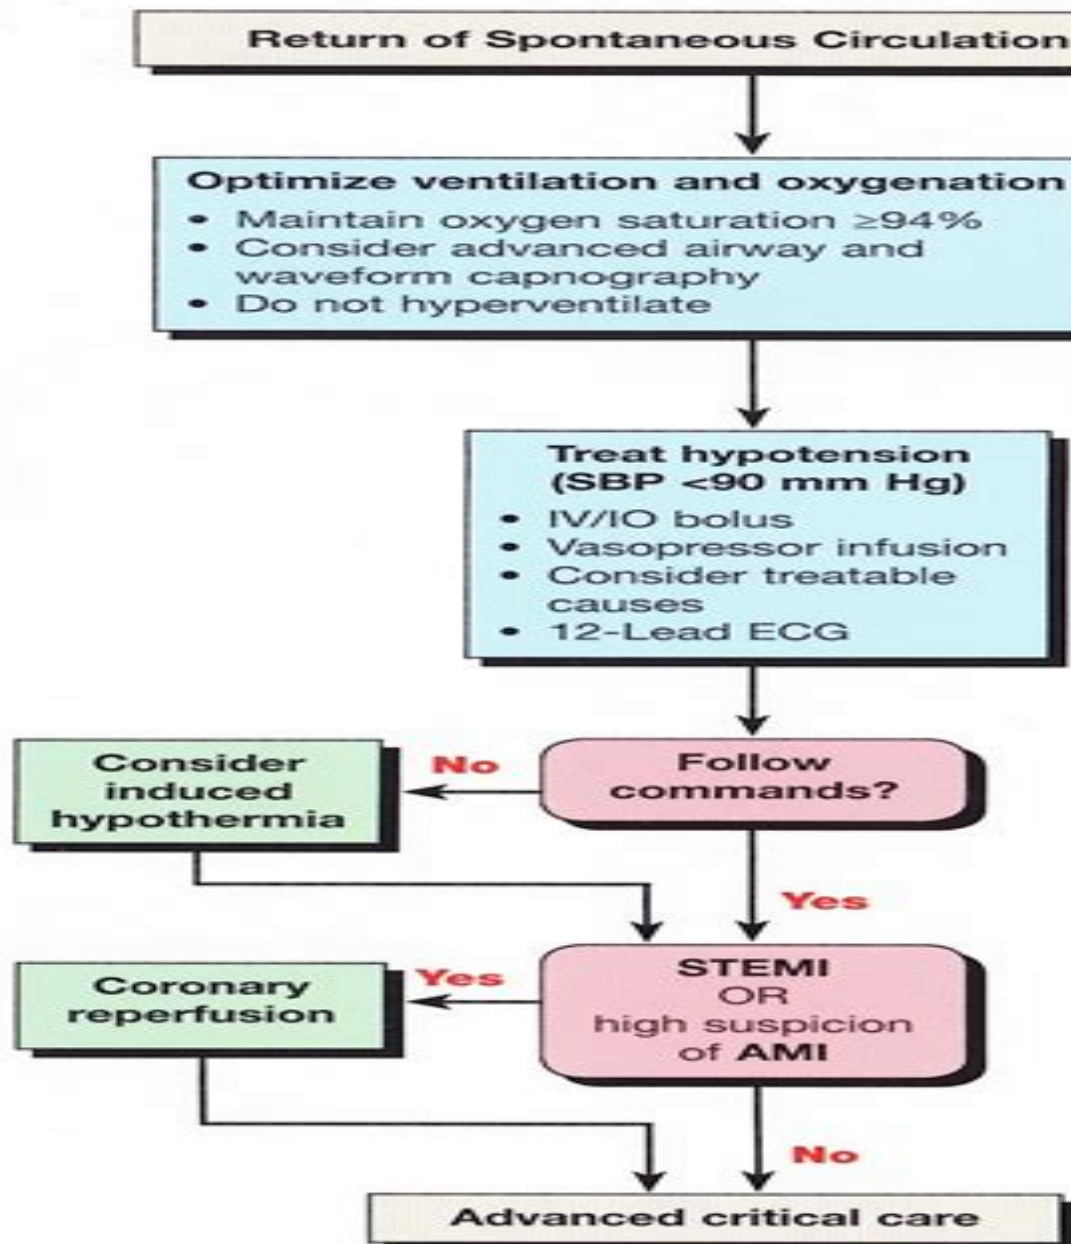 Return of Spontaneous Circulation
Optimize ventilation and oxygenation
• Maintain oxygen saturation ≥94%
• Consider advanced airway and
waveform capnography
• Do not hyperventilate
Treat hypotension
(SBP <90 mm Hg)
• IV/IO bolus
• Vasopressor infusion
• Consider treatable
causes
• 12-Lead ECG
Consider
induced
hypothermia
No
Follow
commands?
Yes
Coronary
reperfusion
Yes
STEMI
OR
high suspicion
of AMI
No
Advanced critical care